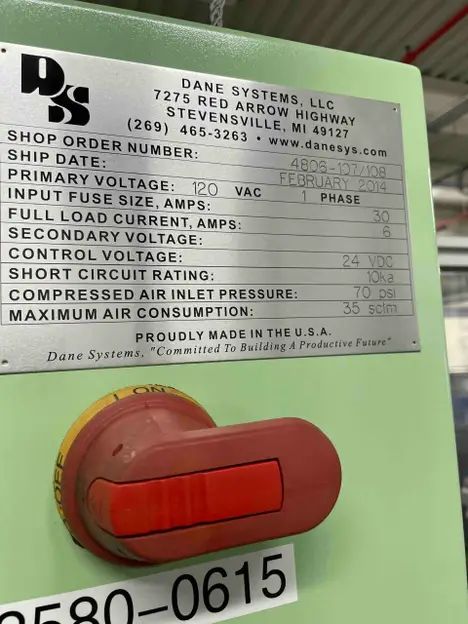 DS
DANE SYSTEMS, LLC
7275 RED ARROW HIGHWAY
STEVENSVILLE, MI 49127
(269) 465-3263 • www.danesys.com
SHOP ORDER NUMBER: 4806-107/108
SHIP DATE: FEBRUARY 2014
PRIMARY VOLTAGE: 120 VAC 1 PHASE
INPUT FUSE SIZE, AMPS: 30
FULL LOAD CURRENT, AMPS: 6
SECONDARY VOLTAGE:
CONTROL VOLTAGE: 24 VDC
SHORT CIRCUIT RATING: 10ka
COMPRESSED AIR INLET PRESSURE: 70 psi
MAXIMUM AIR CONSUMPTION: 35 scfm
PROUDLY MADE IN THE U.S.A.
Dane Systems, "Committed To Building A Productive Future"
I ON
OFF
580-0615